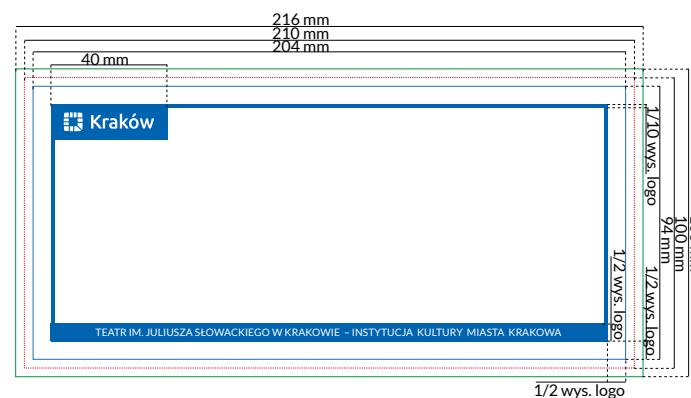 216 mm
210 mm
204 mm
40 mm
Kraków
1/10 wys. logo
94 mm
100 mm
1/2 wys. logo
1/2 wys. logo
TEATR IM. JULIUSZA SŁOWACKIEGO W KRAKOWIE – INSTYTUCJA KULTURY MIASTA KRAKOWA
1/2 wys. logo